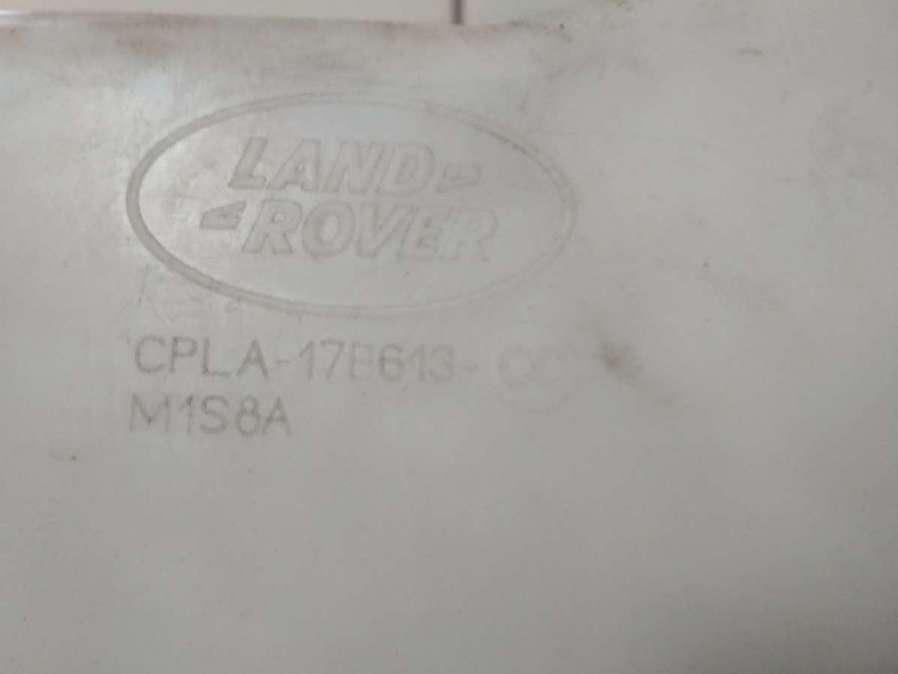 LAND
ROVER
CPLA-17B613-
M1S8A